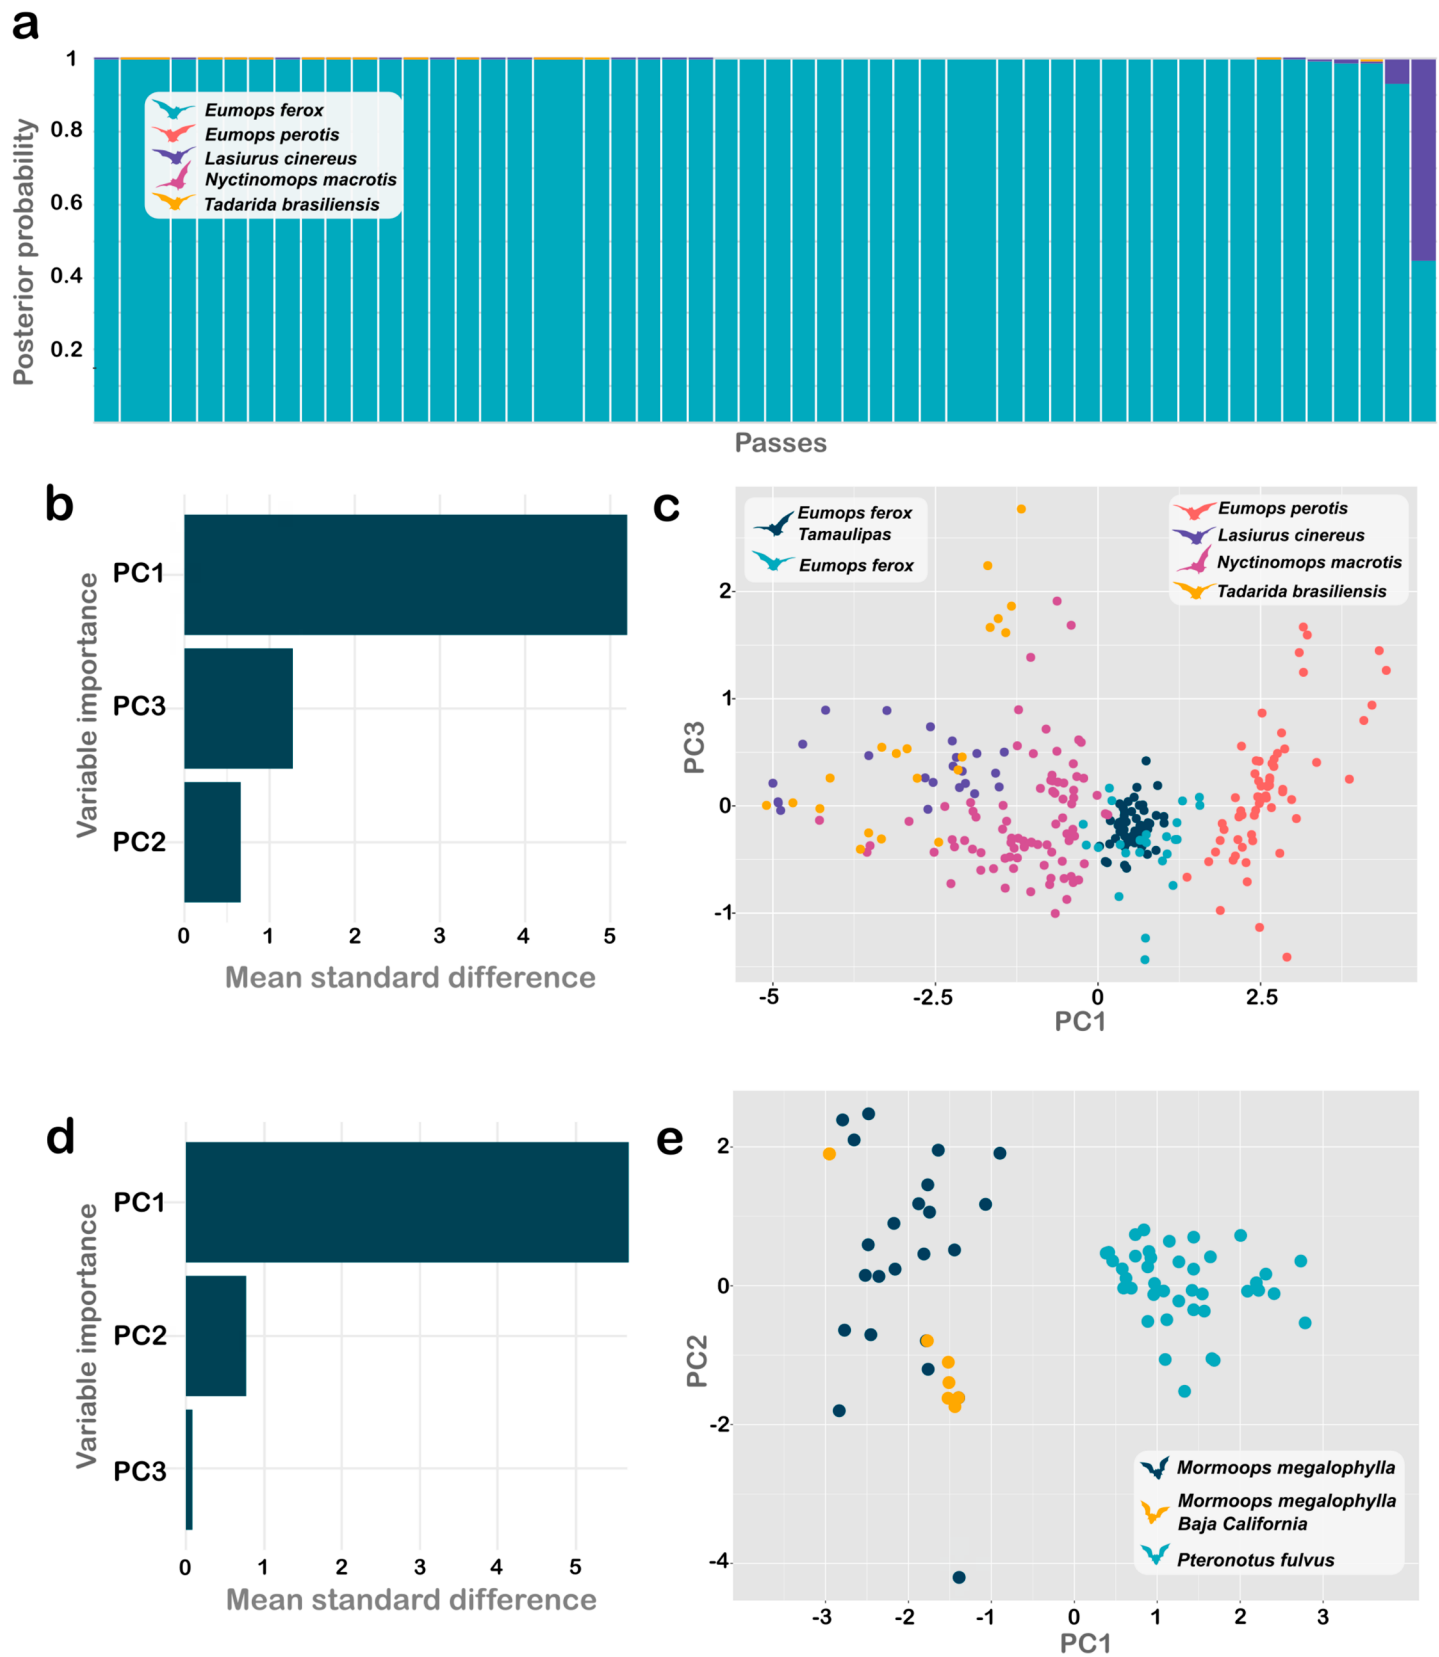 a
1
0.8
0.6
0.4
0.2
Posterior probability
Eumops ferox
Eumops perotis
Lasiurus cinereus
Nyctinomops macrotis
Tadarida brasiliensis
Passes
b
Variable importance
PC1
PC3
PC2
0 1 2 3 4 5
Mean standard difference
c
Eumops ferox
Tamaulipas
Eumops ferox
Eumops perotis
Lasiurus cinereus
Nyctinomops macrotis
Tadarida brasiliensis
PC3
2
1
0
-1
-5 -2.5 0 2.5
PC1
d
Variable importance
PC1
PC2
PC3
0 1 2 3 4 5
Mean standard difference
e
PC2
2
0
-2
-4
Mormoops megalophylla
Mormoops megalophylla
Baja California
Pteronotus fulvus
-3 -2 -1 0 1 2 3
PC1